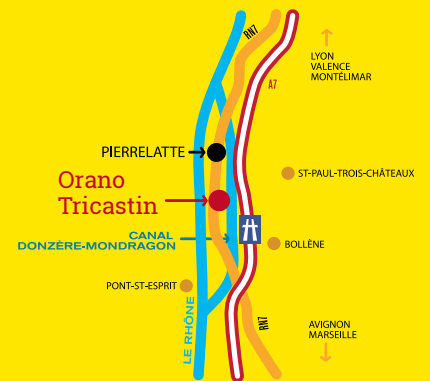 RN7
LYON
VALENCE
MONTÉLIMAR
A7
PIERRELATTE
ST-PAUL-TROIS-CHÂTEAUX
Orano
Tricastin
CANAL
DONZÈRE-MONDRAGON
BOLLÈNE
PONT-ST-ESPRIT
LE RHÔNE
RN7
AVIGNON
MARSEILLE